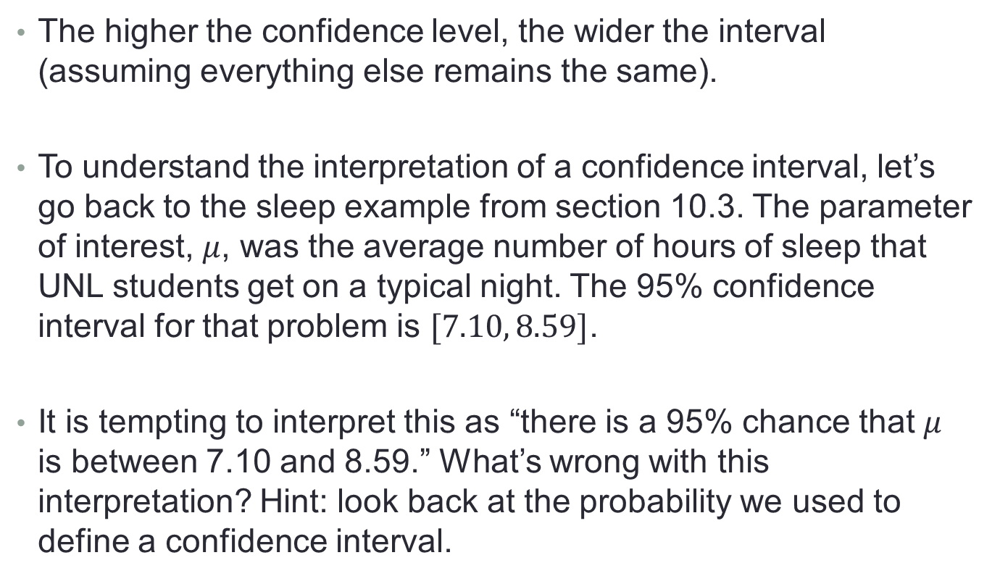 • The higher the confidence level, the wider the interval
(assuming everything else remains the same).
• To understand the interpretation of a confidence interval, let’s
go back to the sleep example from section 10.3. The parameter
of interest, 𝜇, was the average number of hours of sleep that
UNL students get on a typical night. The 95% confidence
interval for that problem is [7.10, 8.59].
• It is tempting to interpret this as “there is a 95% chance that 𝜇
is between 7.10 and 8.59.” What’s wrong with this
interpretation? Hint: look back at the probability we used to
define a confidence interval.